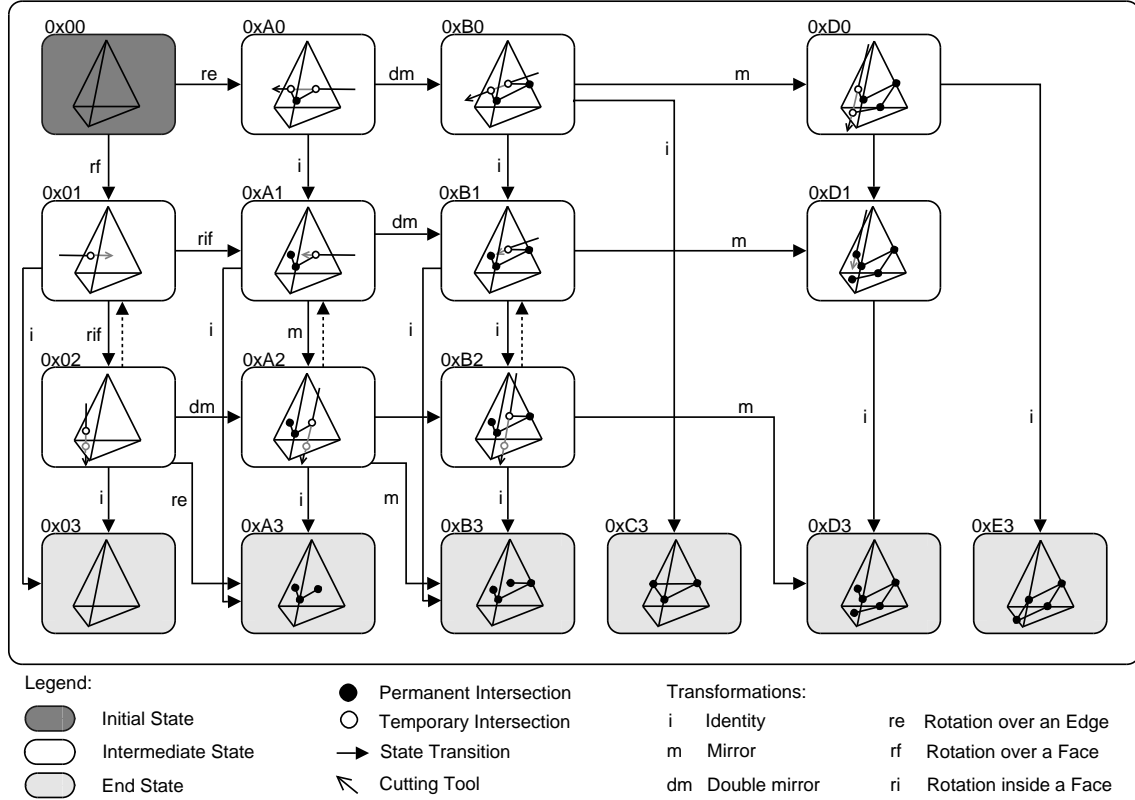 0x00
0xA0
0xB0
0xD0
re
dm
m
rf
i
i
i
0x01
0xA1
0xB1
0xD1
rif
dm
m
i
rif
i
m
i
i
0x02
0xA2
0xB2
dm
m
i
i
i
re
i
m
i
0x03
0xA3
0xB3
0xC3
0xD3
0xE3
Legend:
Initial State
Intermediate State
End State
Permanent Intersection
Temporary Intersection
State Transition
Cutting Tool
Transformations:
i Identity
m Mirror
dm Double mirror
re Rotation over an Edge
rf Rotation over a Face
ri Rotation inside a Face